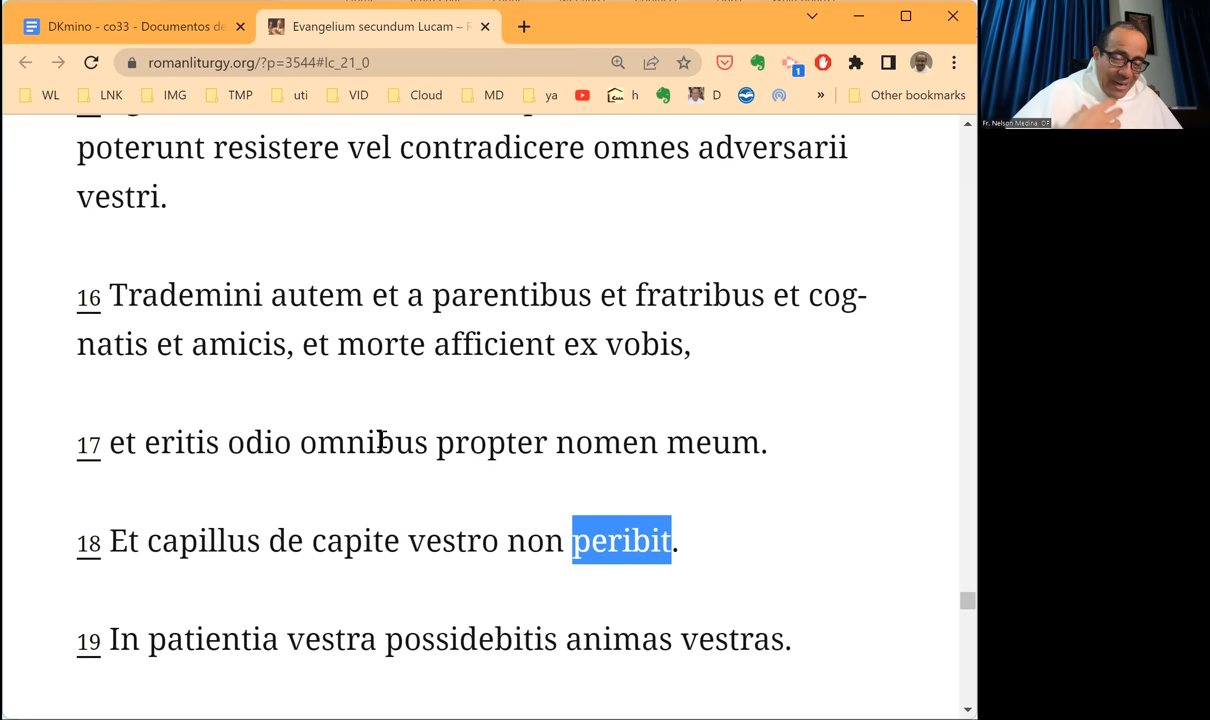 DKmino - co33 - Documentos de
Evangelium secundum Lucam – R
romanliturgy.org/?p=3544#lc_21_0
1
WL LNK IMG TMP uti VID Cloud MD ya h D » Other bookmarks
poterunt resistere vel contradicere omnes adversarii
vestri.
16 Trademini autem et a parentibus et fratribus et cog-
natis et amicis, et morte afficient ex vobis,
17 et eritis odio omnibus propter nomen meum.
18 Et capillus de capite vestro non peribit.
19 In patientia vestra possidebitis animas vestras.
Fr. Nelson Medina, OP